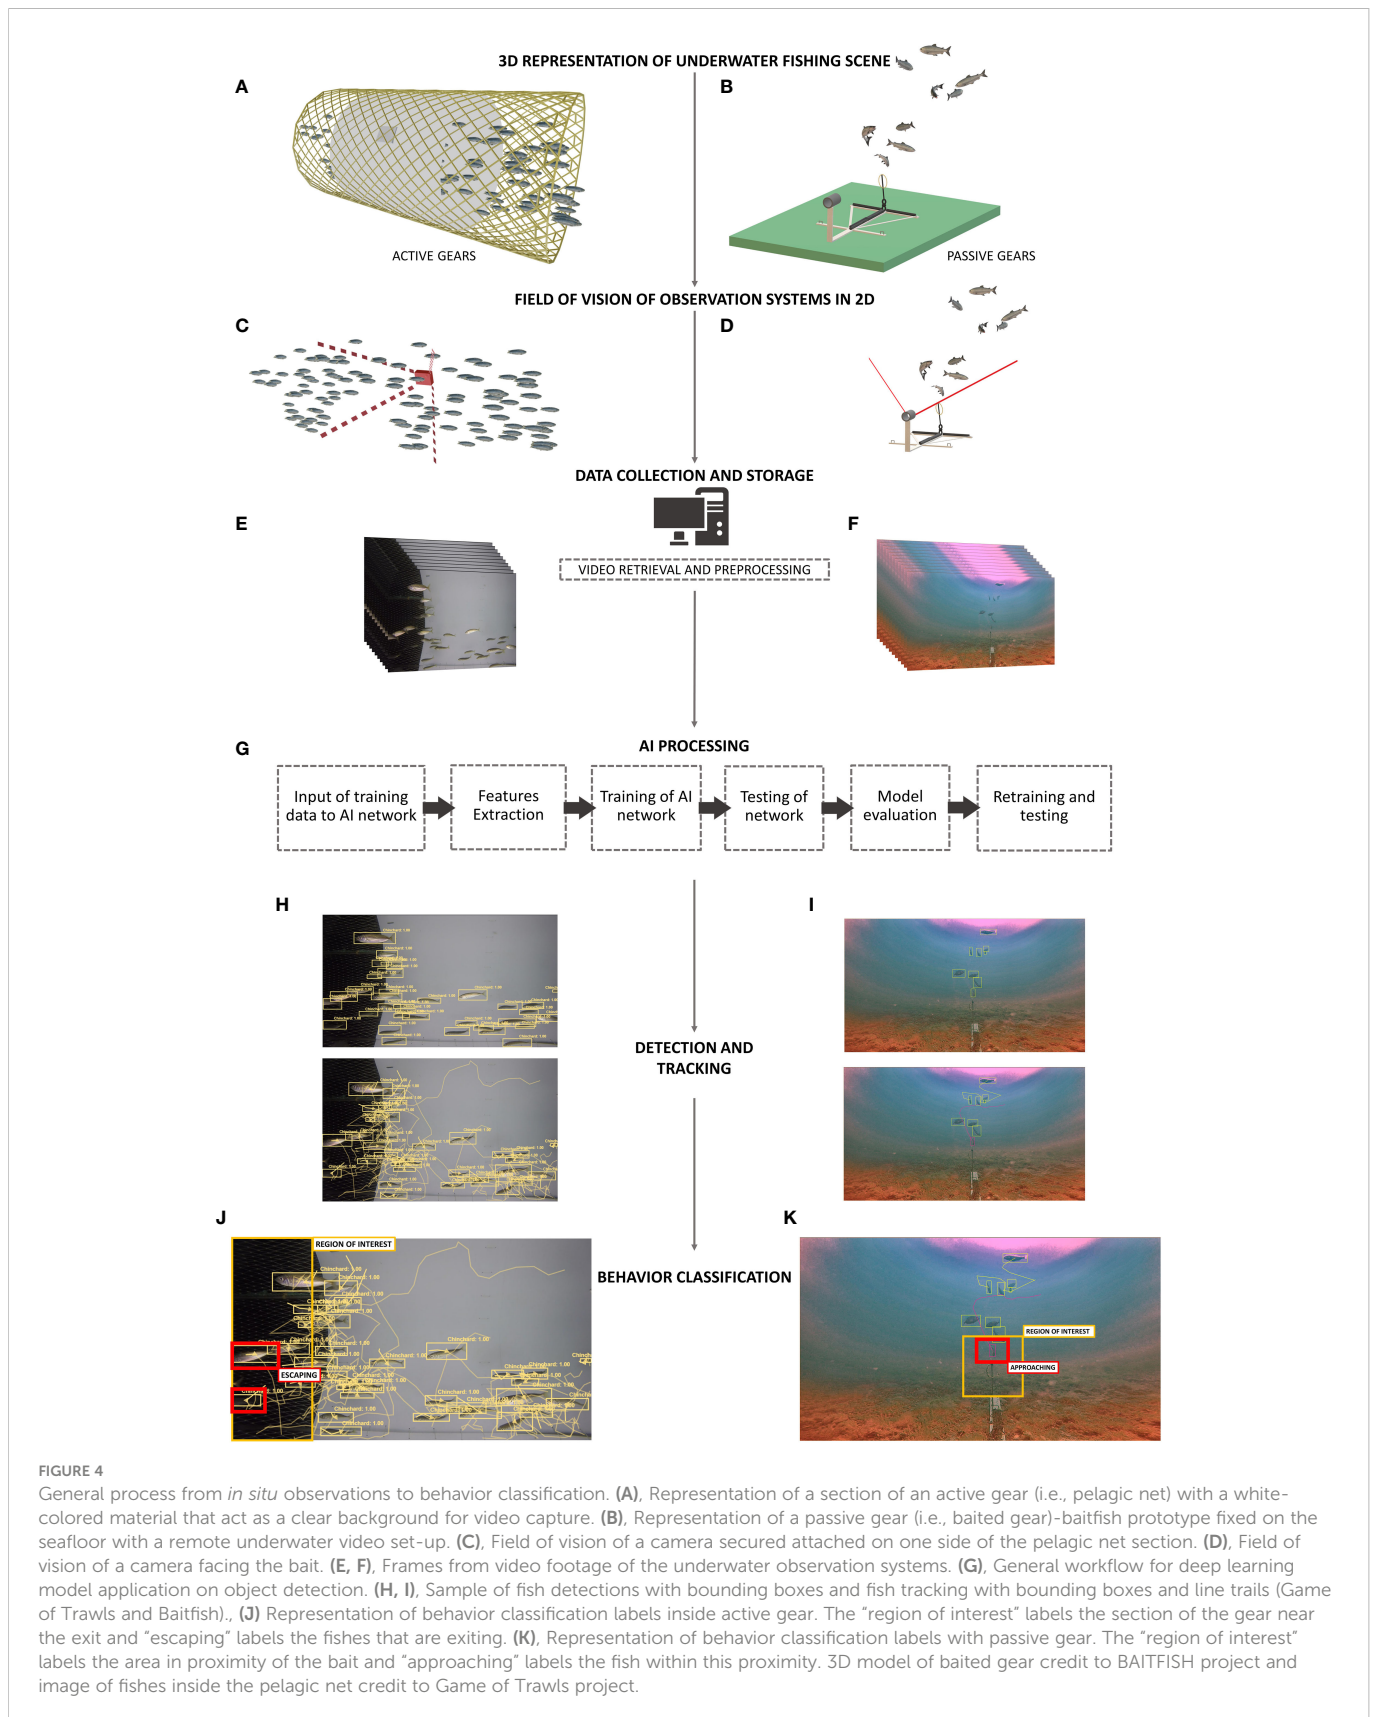 3D REPRESENTATION OF UNDERWATER FISHING SCENE
A
B
ACTIVE GEARS
PASSIVE GEARS
FIELD OF VISION OF OBSERVATION SYSTEMS IN 2D
C
D
DATA COLLECTION AND STORAGE
E
F
VIDEO RETRIEVAL AND PREPROCESSING
G
AI PROCESSING
Input of training
data to AI network
Features
Extraction
Training of AI
network
Testing of
network
Model
evaluation
Retraining and
testing
H
I
DETECTION AND
TRACKING
J
K
REGION OF INTEREST
Chinchard: 1.00
Chinchard: 1.00
ESCAPING
BEHAVIOR CLASSIFICATION
REGION OF INTEREST
APPROACHING
FIGURE 4
General process from in situ observations to behavior classification. (A), Representation of a section of an active gear (i.e., pelagic net) with a white-
colored material that act as a clear background for video capture. (B), Representation of a passive gear (i.e., baited gear)-baitfish prototype fixed on the
seafloor with a remote underwater video set-up. (C), Field of vision of a camera secured attached on one side of the pelagic net section. (D), Field of
vision of a camera facing the bait. (E, F), Frames from video footage of the underwater observation systems. (G), General workflow for deep learning
model application on object detection. (H, I), Sample of fish detections with bounding boxes and fish tracking with bounding boxes and line trails (Game
of Trawls and Baitfish)., (J) Representation of behavior classification labels inside active gear. The “region of interest” labels the section of the gear near
the exit and “escaping” labels the fishes that are exiting. (K), Representation of behavior classification labels with passive gear. The “region of interest”
labels the area in proximity of the bait and “approaching” labels the fish within this proximity. 3D model of baited gear credit to BAITFISH project and
image of fishes inside the pelagic net credit to Game of Trawls project.